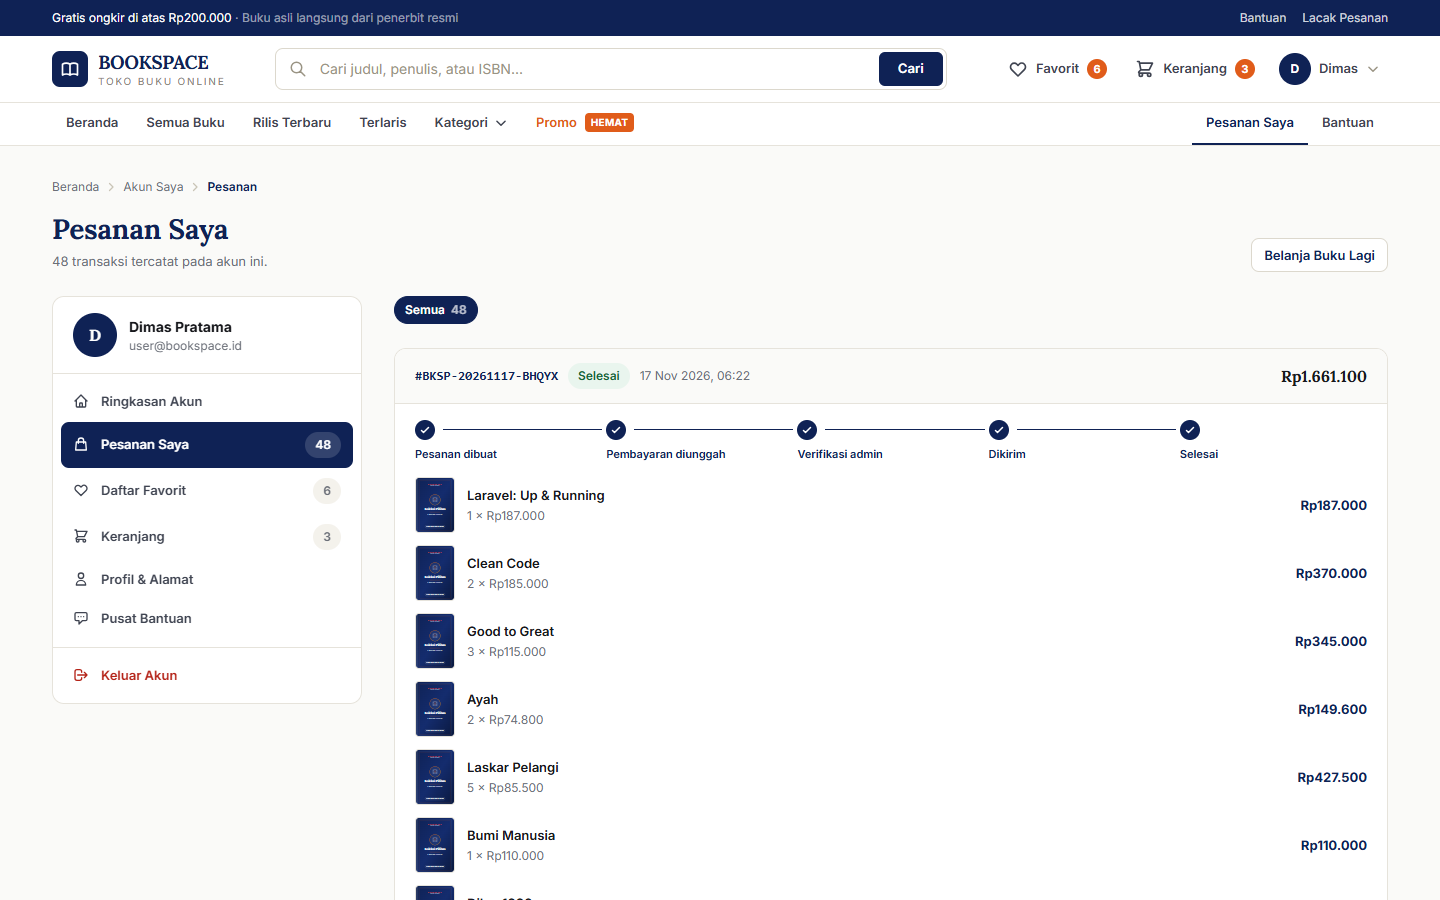 Gratis ongkir di atas Rp200.000 · Buku asli langsung dari penerbit resmi
Bantuan
Lacak Pesanan
BOOKSPACE
TOKO BUKU ONLINE
Cari judul, penulis, atau ISBN...
Cari
Favorit 6
Keranjang 3
D
Dimas
Beranda
Semua Buku
Rilis Terbaru
Terlaris
Kategori
Promo HEMAT
Pesanan Saya
Bantuan
Beranda
Akun Saya
Pesanan
Pesanan Saya
48 transaksi tercatat pada akun ini.
Belanja Buku Lagi
D
Dimas Pratama
user@bookspace.id
Ringkasan Akun
Pesanan Saya 48
Daftar Favorit 6
Keranjang 3
Profil & Alamat
Pusat Bantuan
Keluar Akun
Semua 48
#BKSP-20261117-BHQYX
Selesai
17 Nov 2026, 06:22
Rp1.661.100
Pesanan dibuat
Pembayaran diunggah
Verifikasi admin
Dikirim
Selesai
Laravel: Up & Running
1 × Rp187.000
Rp187.000
Clean Code
2 × Rp185.000
Rp370.000
Good to Great
3 × Rp115.000
Rp345.000
Ayah
2 × Rp74.800
Rp149.600
Laskar Pelangi
5 × Rp85.500
Rp427.500
Bumi Manusia
1 × Rp110.000
Rp110.000